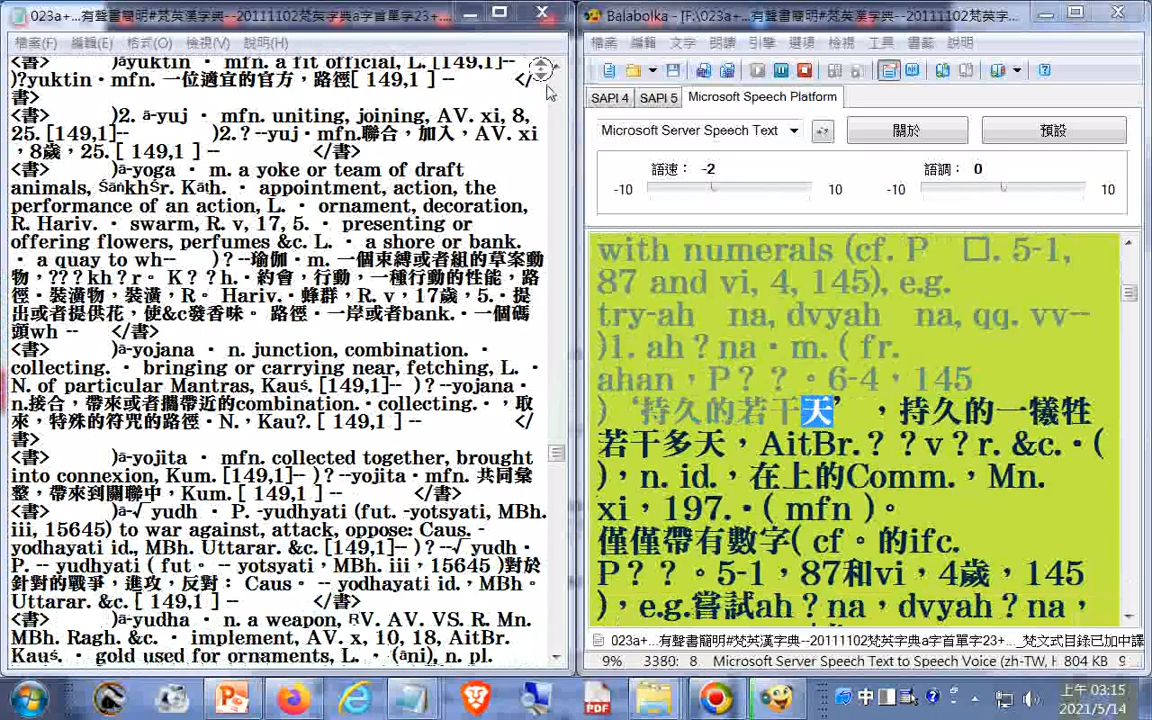 023a+...有聲書簡明#梵英漢字典--20111102梵英字典a字首單字23+...
檔案(F) 編輯(E) 格式(O) 檢視(V) 說明(H)
<書> )āyuktin · mfn. a fit official, L. [149,1]--
)?yuktin · mfn. 一位適宜的官方，路徑[ 149,1 ] -- </
書>
<書> )2. ā-yuj · mfn. uniting, joining, AV. xi, 8,
25. [149,1]-- )2.? --yuj · mfn.聯合，加入，AV. xi
，8歲，25. [ 149,1 ] -- </書>
<書> )ā-yoga · m. a yoke or team of draft
animals, ŚāṅkhŚr. Kāṭh. · appointment, action, the
performance of an action, L. · ornament, decoration,
R. Hariv. · swarm, R. v, 17, 5. · presenting or
offering flowers, perfumes &c. L. · a shore or bank.
· a quay to wh-- )? --瑜伽 · m. 一個束縛或者組的草案動
物，???kh?r。 K??h. · 約會，行動，一種行動的性能，路
徑 · 裝潢物，裝潢，R。 Hariv. · 蜂群，R. v，17歲，5. · 提
出或者提供花，使&c發香味。 路徑 · 一岸或者bank. · 一個碼
頭wh -- </書>
<書> )ā-yojana · n. junction, combination. ·
collecting. · bringing or carrying near, fetching, L. ·
N. of particular Mantras, Kauś. [149,1]-- )? --yojana ·
n.接合，帶來或者攜帶近的combination. · collecting. · ，取
來，特殊的符咒的路徑 · N.，Kau?. [ 149,1 ] -- </
書>
<書> )ā-yojita · mfn. collected together, brought
into connexion, Kum. [149,1]-- )? --yojita · mfn. 共同彙
整，帶來到關聯中，Kum. [ 149,1 ] -- </書>
<書> )ā-√ yudh · P. -yudhyati (fut. -yotsyati, MBh.
iii, 15645) to war against, attack, oppose: Caus. -
yodhayati id., MBh. Uttarar. &c. [149,1]-- )? --√ yudh ·
P. -- yudhyati ( fut。 -- yotsyati，MBh. iii，15645 )對於
針對的戰爭，進攻，反對： Caus。 -- yodhayati id.，MBh。
Uttarar. &c. [ 149,1 ] -- </書>
<書> )ā-yudha · n. a weapon, RV. AV. VS. R. Mn.
MBh. Ragh. &c. · implement, AV. x, 10, 18, AitBr.
Kauś. · gold used for ornaments, L. · (āni), n. pl.
Balabolka - [F:\023a+...有聲書簡明#梵英漢字典--20111102梵英字...
檔案 編輯 文字 朗讀 引擎 選項 檢視 工具 書籤 說明
SAPI 4 SAPI 5 Microsoft Speech Platform
Microsoft Server Speech Text 關於 預設
語速： -2 語調： 0
-10 10 -10 10
with numerals (cf. P □. 5-1,
87 and vi, 4, 145), e.g.
try-ah na, dvyah na, qq. vv--
)1. ah？na · m. ( fr.
ahan，P？？。6-4，145
)‘持久的若干天’，持久的一犧牲
若干多天，AitBr.？？v？r. &c. · (
)，n. id.，在上的Comm.，Mn.
xi，197. · ( mfn )。
僅僅帶有數字( cf。的ifc.
P？？。5-1，87和vi，4歲，145
)，e.g.嘗試ah？na，dvyah？na，
023a+...有聲書簡明#梵英漢字典--20111102梵英字典a字首單字23+..._梵文式目錄已加中譯
9% 3380: 8 Microsoft Server Speech Text to Speech Voice (zh-TW, H 804 KB
中
上午 03:15
2021/5/14